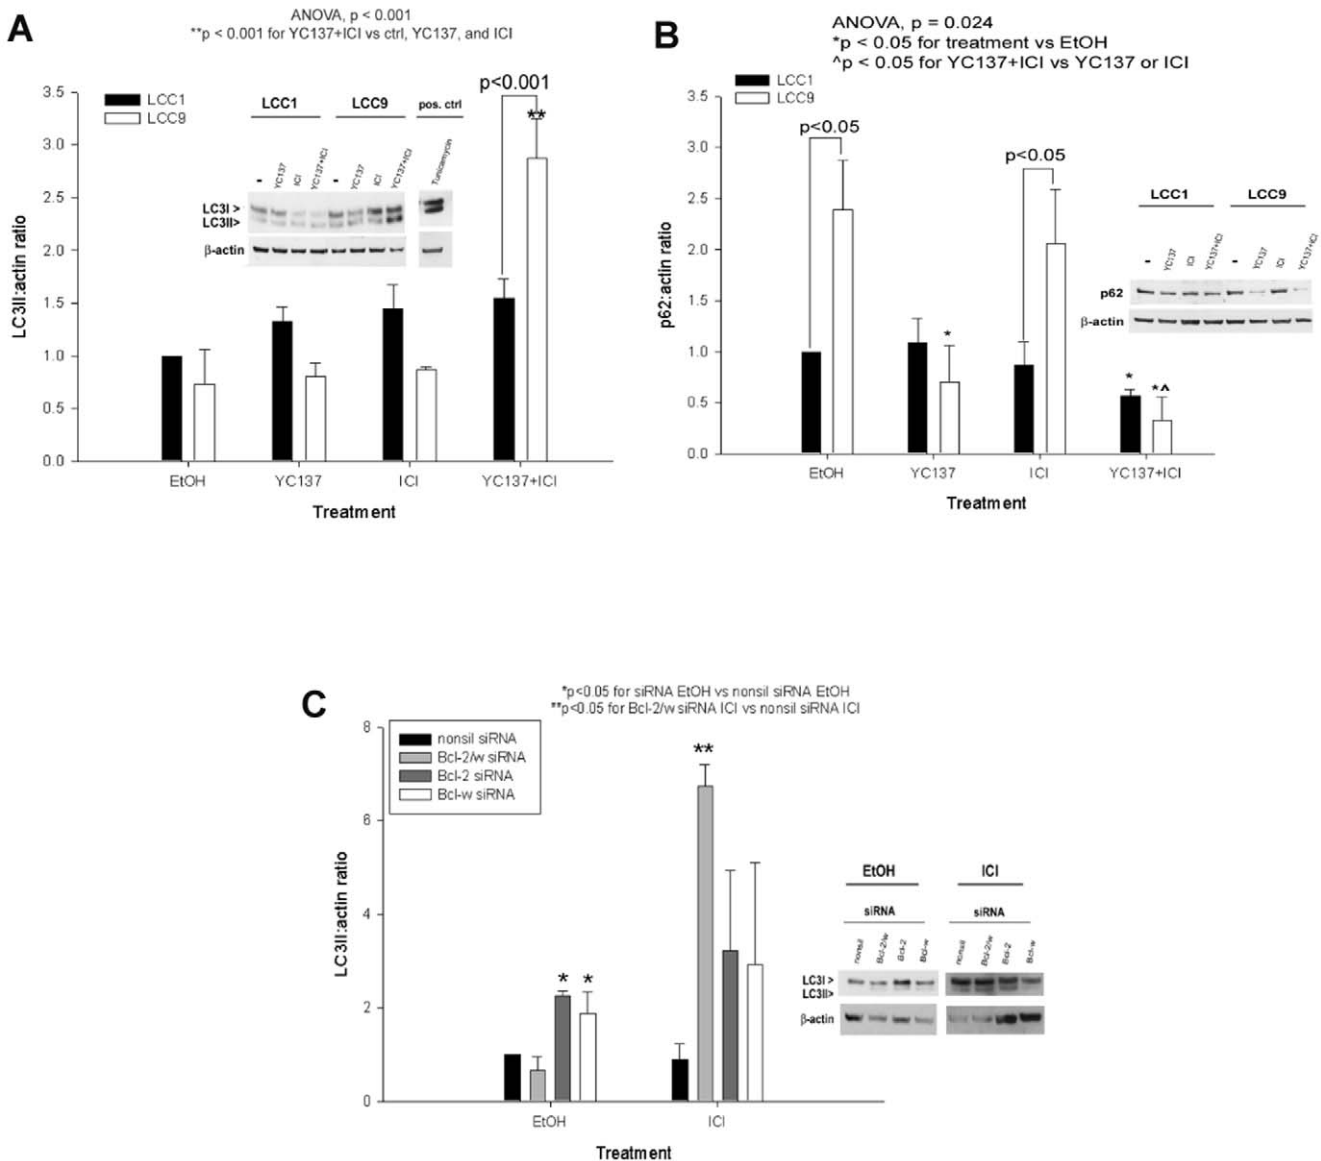 A
ANOVA, p < 0.001
**p < 0.001 for YC137+ICI vs ctrl, YC137, and ICI
LCC1
LCC9
p<0.001
**
LC3II:actin ratio
3.5
3.0
2.5
2.0
1.5
1.0
0.5
0.0
LCC1 LCC9 pos. ctrl
- YC137 ICI YC137+ICI - YC137 ICI YC137+ICI Tunicamycin
LC3I >
LC3II>
β-actin
EtOH YC137 ICI YC137+ICI
Treatment
B
ANOVA, p = 0.024
*p < 0.05 for treatment vs EtOH
^p < 0.05 for YC137+ICI vs YC137 or ICI
LCC1
LCC9
p<0.05
p<0.05
*
*
*^
p62:actin ratio
3.5
3.0
2.5
2.0
1.5
1.0
0.5
0.0
LCC1 LCC9
- YC137 ICI YC137+ICI - YC137 ICI YC137+ICI
p62
β-actin
EtOH YC137 ICI YC137+ICI
Treatment
C
*p<0.05 for siRNA EtOH vs nonsil siRNA EtOH
**p<0.05 for Bcl-2/w siRNA ICI vs nonsil siRNA ICI
nonsil siRNA
Bcl-2/w siRNA
Bcl-2 siRNA
Bcl-w siRNA
**
* *
LC3II:actin ratio
8
6
4
2
0
EtOH ICI
siRNA siRNA
nonsil Bcl-2/w Bcl-2 Bcl-w nonsil Bcl-2/w Bcl-2 Bcl-w
LC3I >
LC3II>
β-actin
EtOH ICI
Treatment